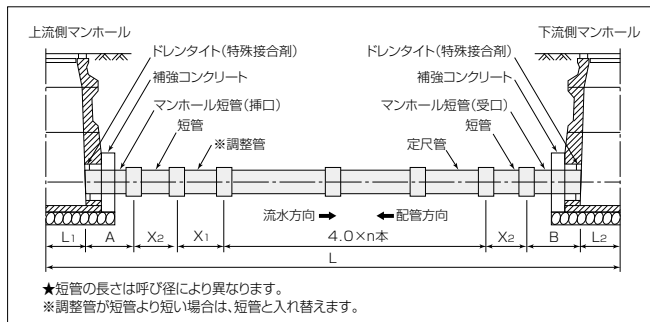 上流側マンホール
下流側マンホール
ドレンタイト(特殊接合剤)
ドレンタイト(特殊接合剤)
補強コンクリート
補強コンクリート
マンホール短管(挿口)
マンホール短管(受口)
短管
短管
※調整管
定尺管
流水方向
配管方向
L1
A
X2
X1
4.0×n本
X2
B
L2
L
★短管の長さは呼び径により異なります。
※調整管が短管より短い場合は、短管と入れ替えます。